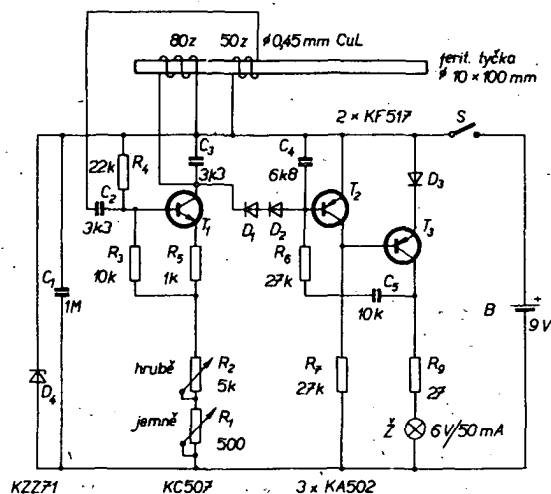 80z 50z ⌀0,45 mm CuL
ferit. tyčka
⌀ 10 × 100 mm
2 × KF517 S
22k R4
C3
3k3
C4
6k8
D3
C2
3k3
T1
D1 D2
T2
T3
C1
1M
R3
10k
R5
1k
R6
27k
C5
10k
B
+
9V
D4
hrubě R2
5k
R7
27k
R9
27
jemně R1
500
Ž 6V/50mA
KZZ71 KC507 3 x KA502